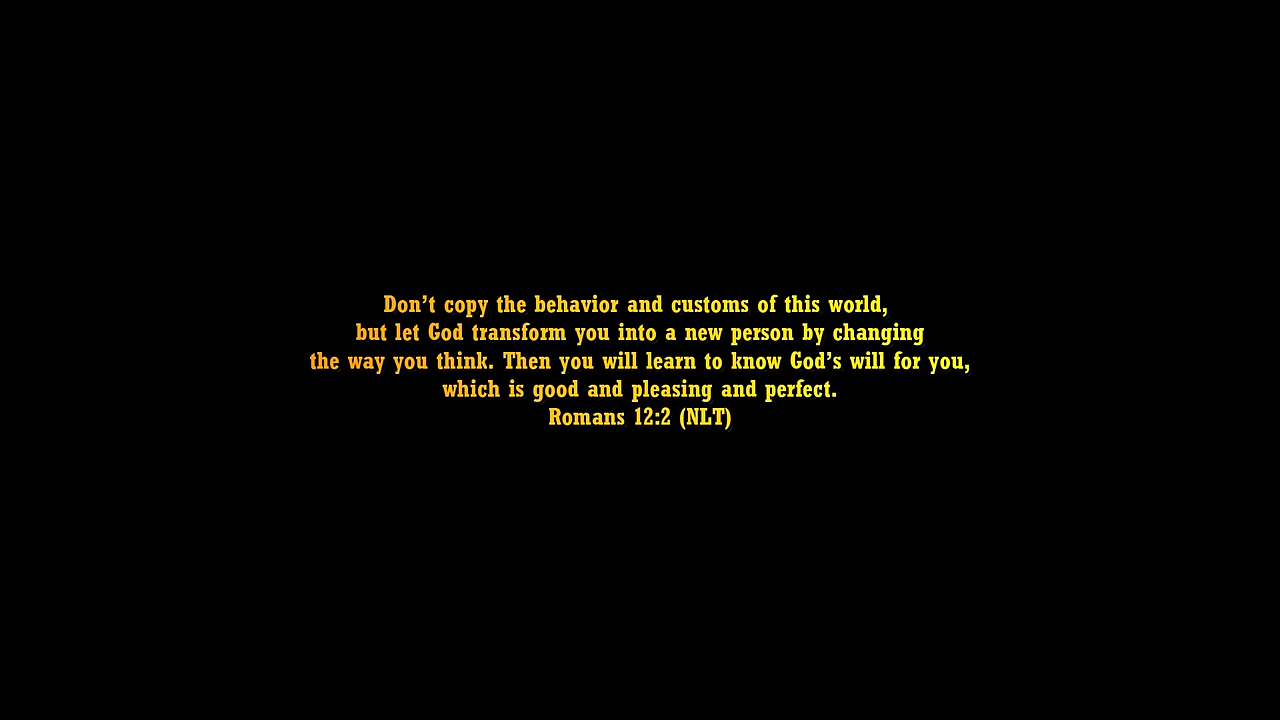 Don’t copy the behavior and customs of this world,
but let God transform you into a new person by changing
the way you think. Then you will learn to know God’s will for you,
which is good and pleasing and perfect.
Romans 12:2 (NLT)